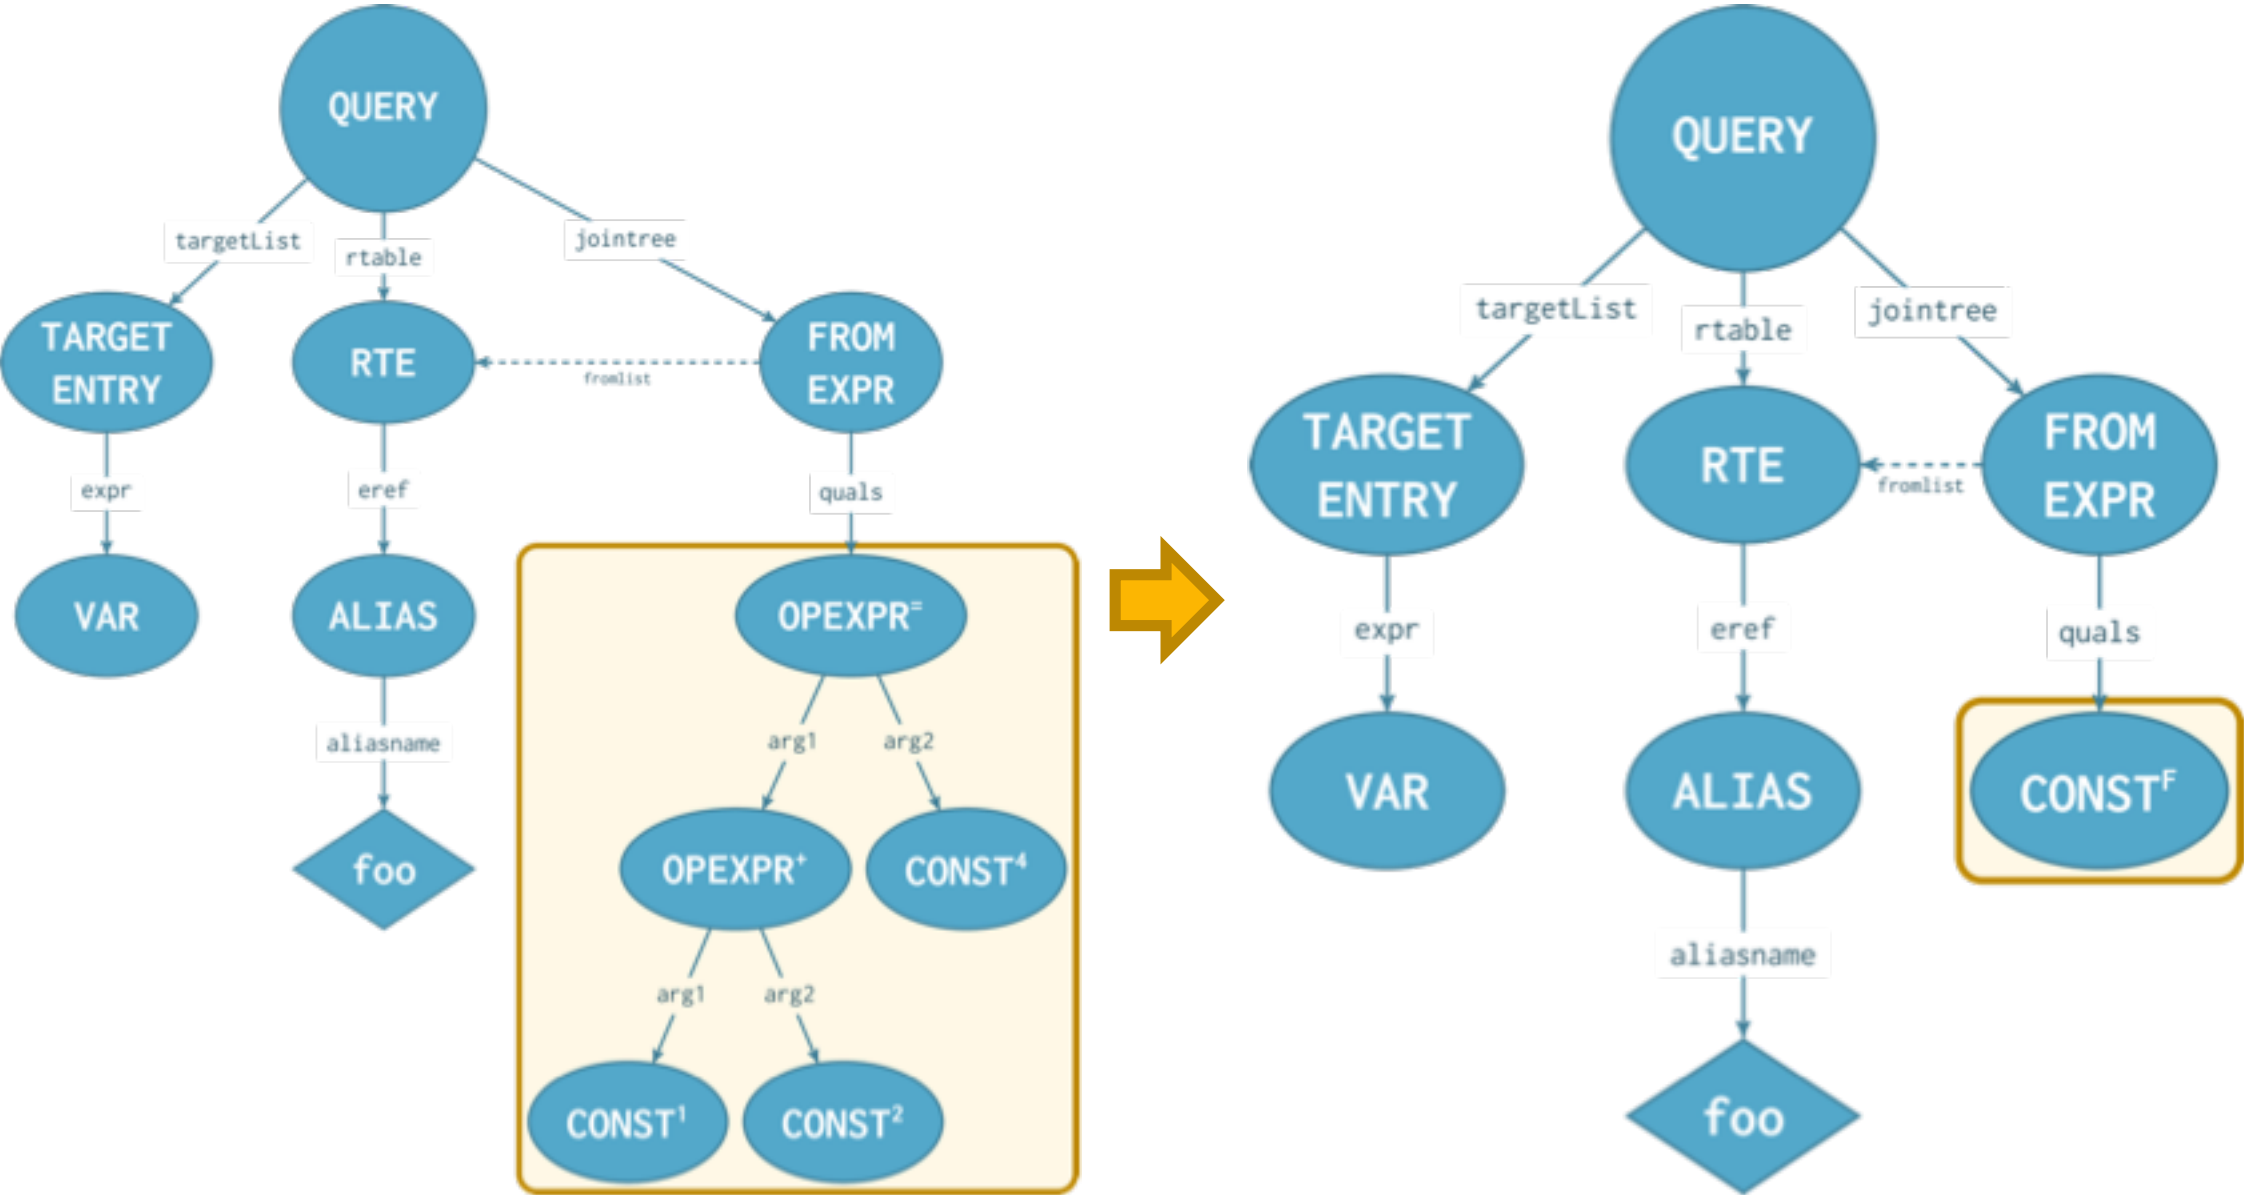 QUERY
targetList
rtable
jointree
TARGET
ENTRY
RTE
fromlist
FROM
EXPR
expr
eref
quals
VAR
ALIAS
OPEXPR=
aliasname
arg1
arg2
foo
OPEXPR+
CONST4
arg1
arg2
CONST1
CONST2
QUERY
targetList
rtable
jointree
TARGET
ENTRY
RTE
fromlist
FROM
EXPR
expr
eref
quals
VAR
ALIAS
CONSTF
aliasname
foo